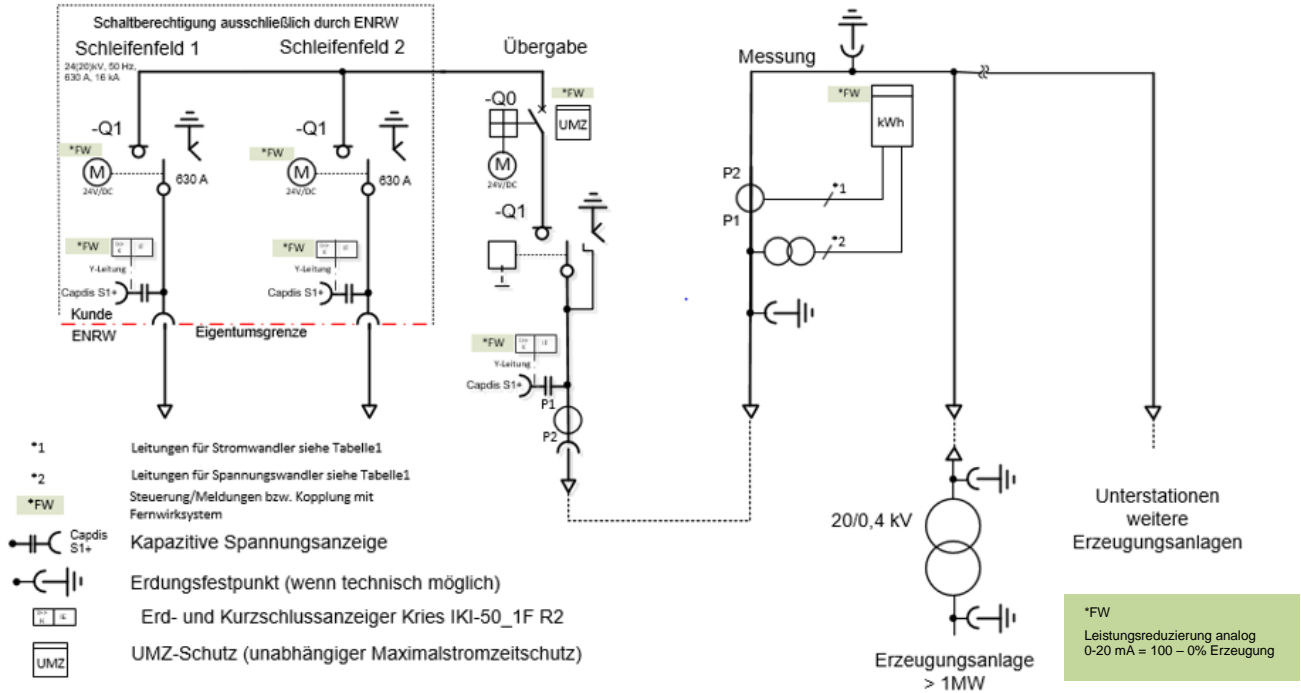 Schaltberechtigung ausschließlich durch ENRW
Schleifenfeld 1
Schleifenfeld 2
24(20)kV, 50 Hz,
630 A, 16 kA
-Q1
*FW
M
24V/DC
630 A
*FW
Y-Leitung
Capdis S1+
-Q1
*FW
M
24V/DC
630 A
*FW
Y-Leitung
Capdis S1+
Kunde
ENRW
Eigentumsgrenze
Übergabe
-Q0
*FW
UMZ
M
24V/DC
-Q1
*FW
Y-Leitung
Capdis S1+
P1
P2
Messung
*FW
kWh
P2
P1
*1
*2
20/0,4 kV
Erzeugungsanlage
> 1MW
Unterstationen
weitere
Erzeugungsanlagen
*1 Leitungen für Stromwandler siehe Tabelle1
*2 Leitungen für Spannungswandler siehe Tabelle1
*FW Steuerung/Meldungen bzw. Kopplung mit
Fernwirksystem
Capdis
S1+
Kapazitive Spannungsanzeige
Erdungsfestpunkt (wenn technisch möglich)
Erd- und Kurzschlussanzeiger Kries IKI-50_1F R2
UMZ
UMZ-Schutz (unabhängiger Maximalstromzeitschutz)
*FW
Leistungsreduzierung analog
0-20 mA = 100 – 0% Erzeugung